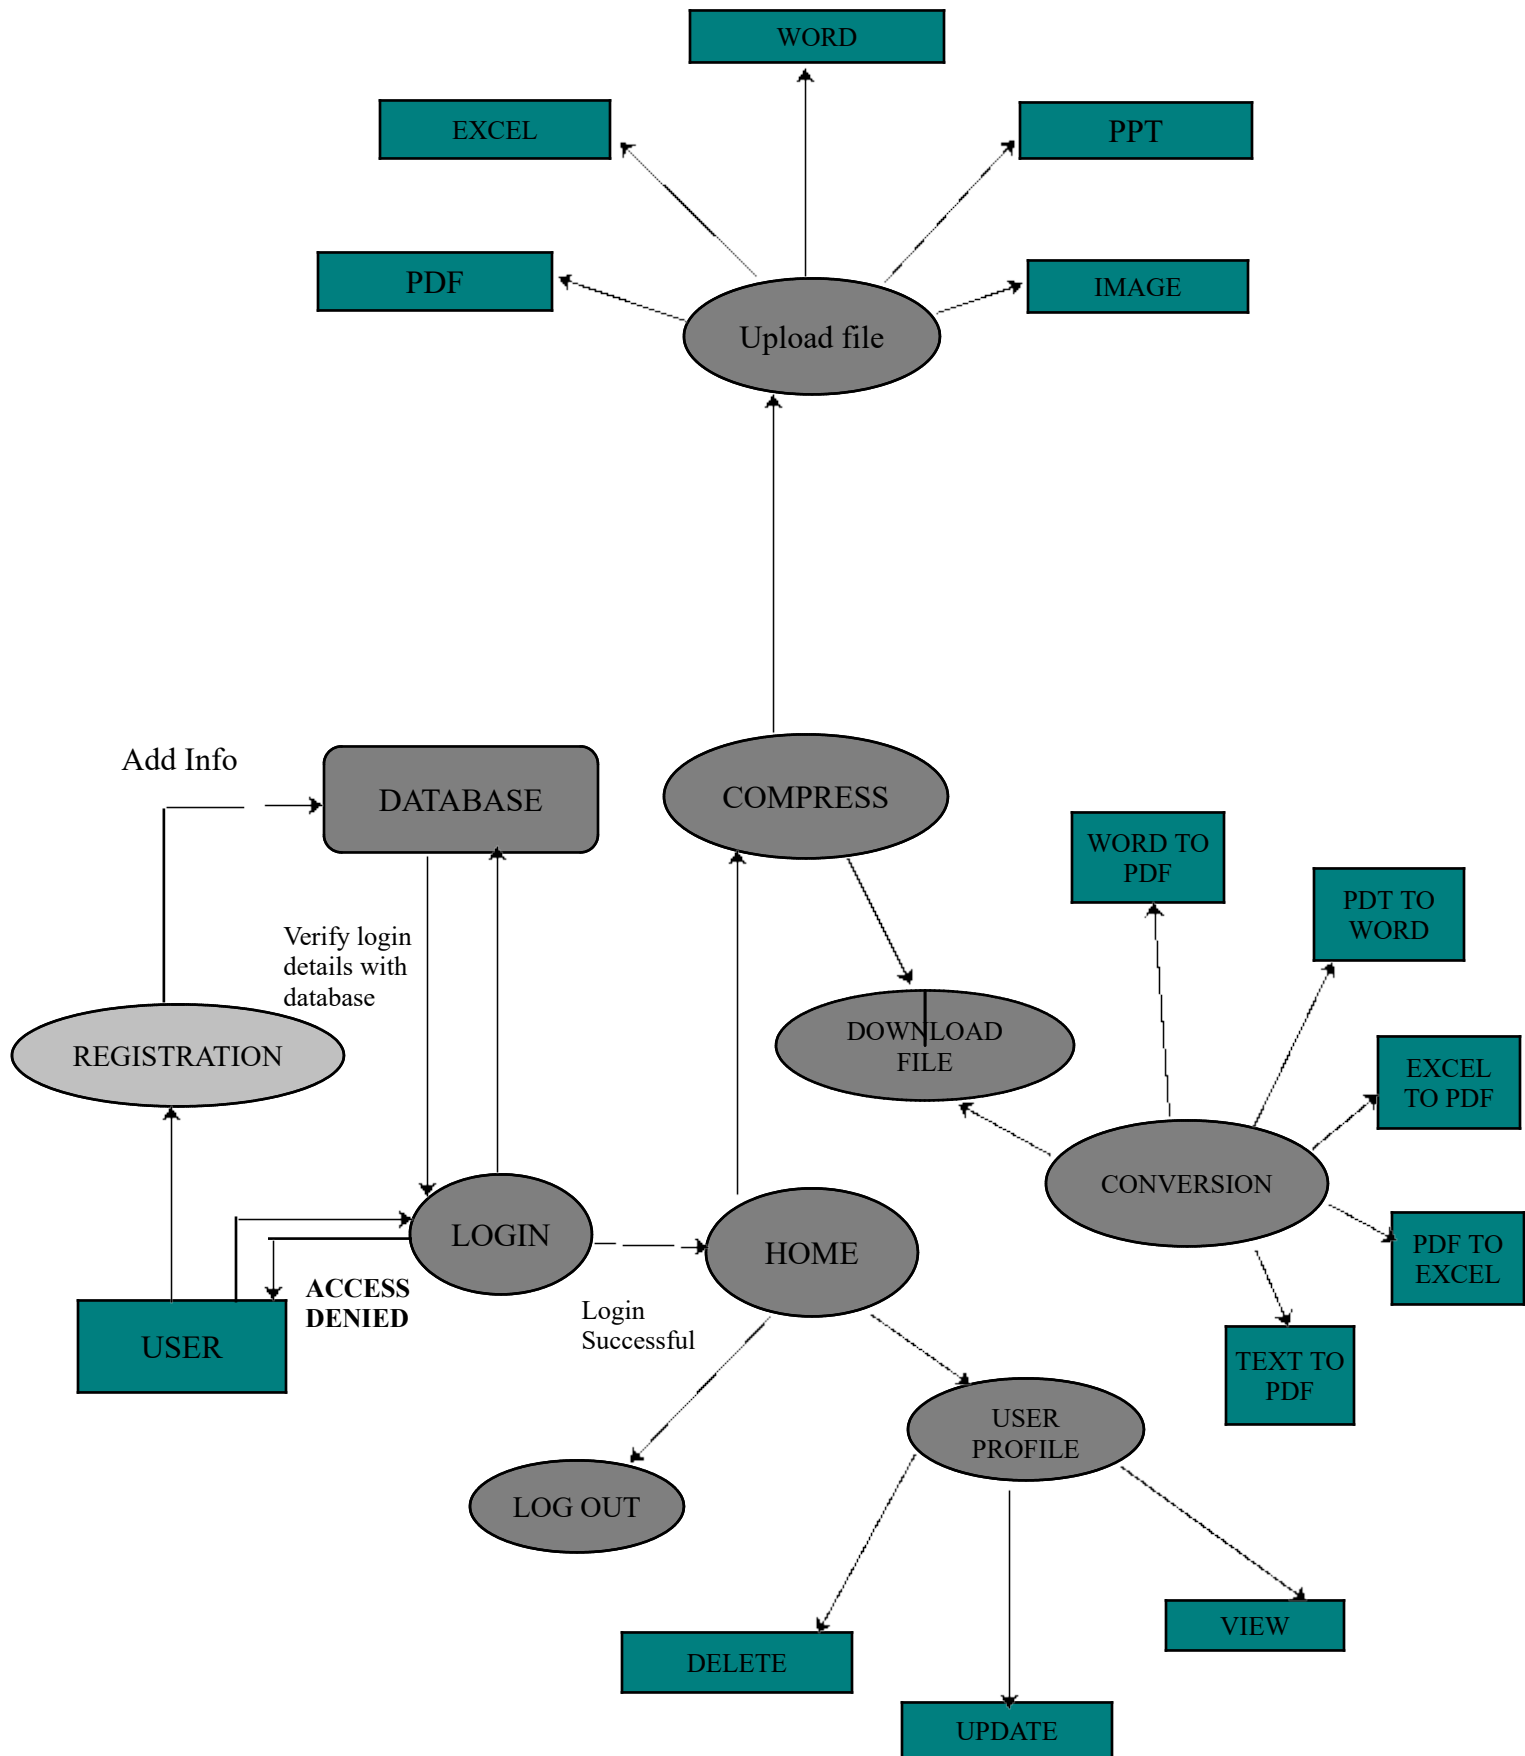 WORD
EXCEL
PPT
PDF
IMAGE
Upload file
Add Info
DATABASE
COMPRESS
WORD TO
PDF
PDT TO
WORD
Verify login
details with
database
DOWNLOAD
FILE
REGISTRATION
EXCEL
TO PDF
CONVERSION
LOGIN
HOME
PDF TO
EXCEL
ACCESS
DENIED
Login
Successful
USER
TEXT TO
PDF
USER
PROFILE
LOG OUT
VIEW
DELETE
UPDATE